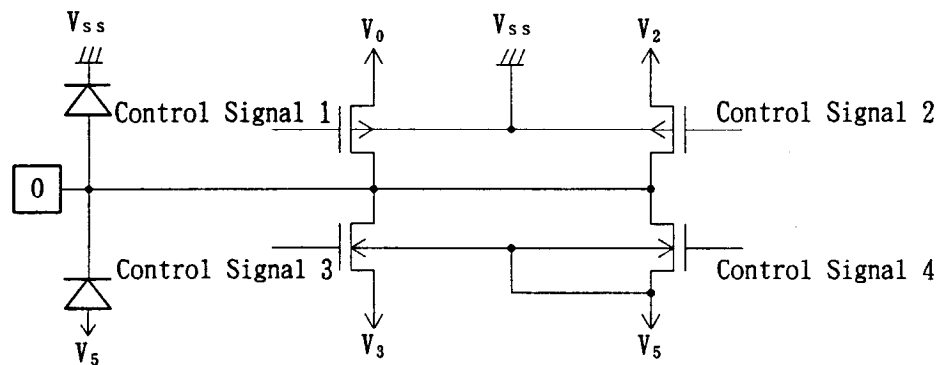 Vss V0 Vss V2
Control Signal 1 Control Signal 2
O
Control Signal 3 Control Signal 4
V5 V3 V5